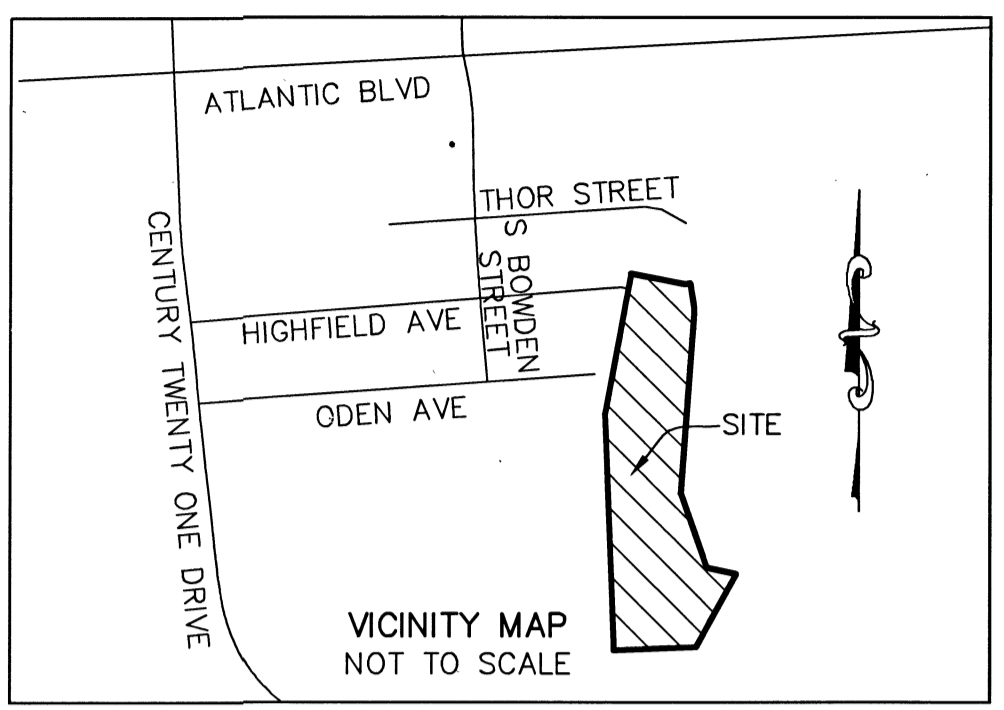 ATLANTIC BLVD
THOR STREET
S BOWDEN
STREET
CENTURY TWENTY ONE DRIVE
HIGHFIELD AVE
ODEN AVE
SITE
VICINITY MAP
NOT TO SCALE